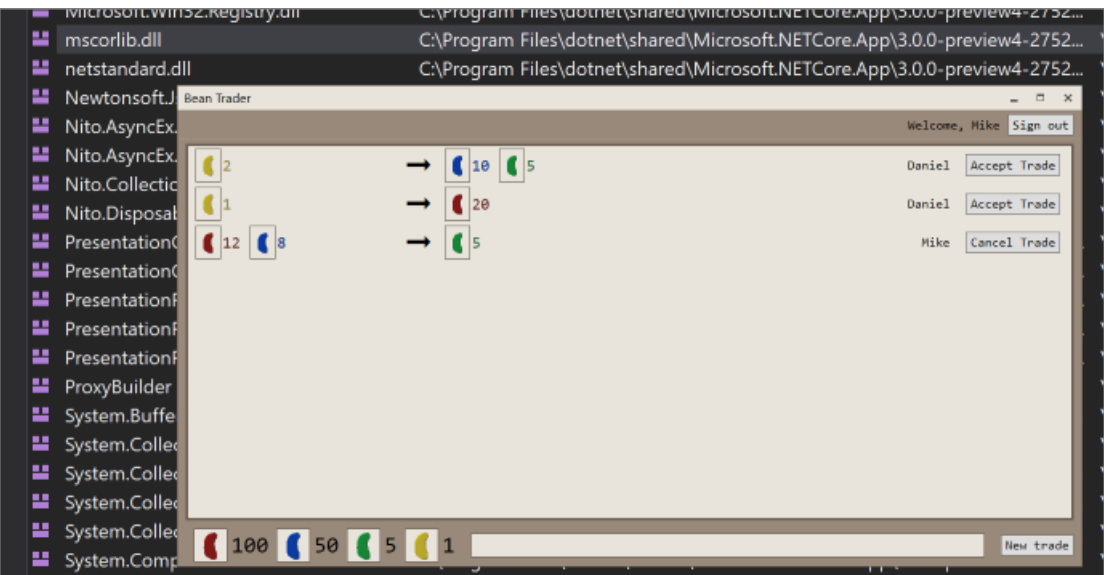 Microsoft.Win32.Registry.dll C:\Program Files\dotnet\shared\Microsoft.NETCore.App\3.0.0-preview4-2752...
mscorlib.dll C:\Program Files\dotnet\shared\Microsoft.NETCore.App\3.0.0-preview4-2752...
netstandard.dll C:\Program Files\dotnet\shared\Microsoft.NETCore.App\3.0.0-preview4-2752...
Newtonsoft.J
Bean Trader
Nito.AsyncEx.
Welcome, Mike Sign out
Nito.AsyncEx.
2 → 10 5 Daniel Accept Trade
Nito.Collectic
1 → 20 Daniel Accept Trade
Nito.Disposal
12 8 → 5 Mike Cancel Trade
Presentation
Presentation
PresentationF
PresentationF
PresentationF
ProxyBuilder
System.Buffe
System.Collec
System.Collec
System.Collec
System.Collec
100 50 5 1 New trade
System.Comp